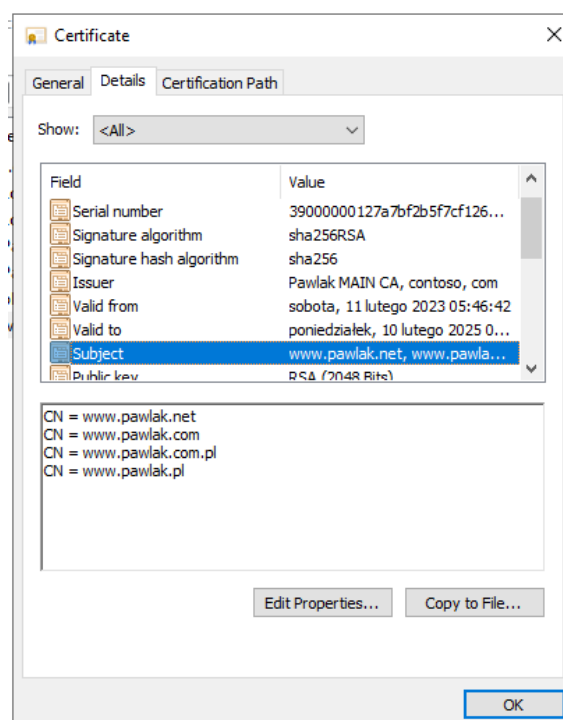 Certificate
General Details Certification Path
Show: <All>
Field Value
Serial number 39000000127a7bf2b5f7cf126...
Signature algorithm sha256RSA
Signature hash algorithm sha256
Issuer Pawlak MAIN CA, contoso, com
Valid from sobota, 11 lutego 2023 05:46:42
Valid to poniedziałek, 10 lutego 2025 0...
Subject www.pawlak.net, www.pawla...
Public key RSA (2048 Bits)
CN = www.pawlak.net
CN = www.pawlak.com
CN = www.pawlak.com.pl
CN = www.pawlak.pl
Edit Properties... Copy to File...
OK